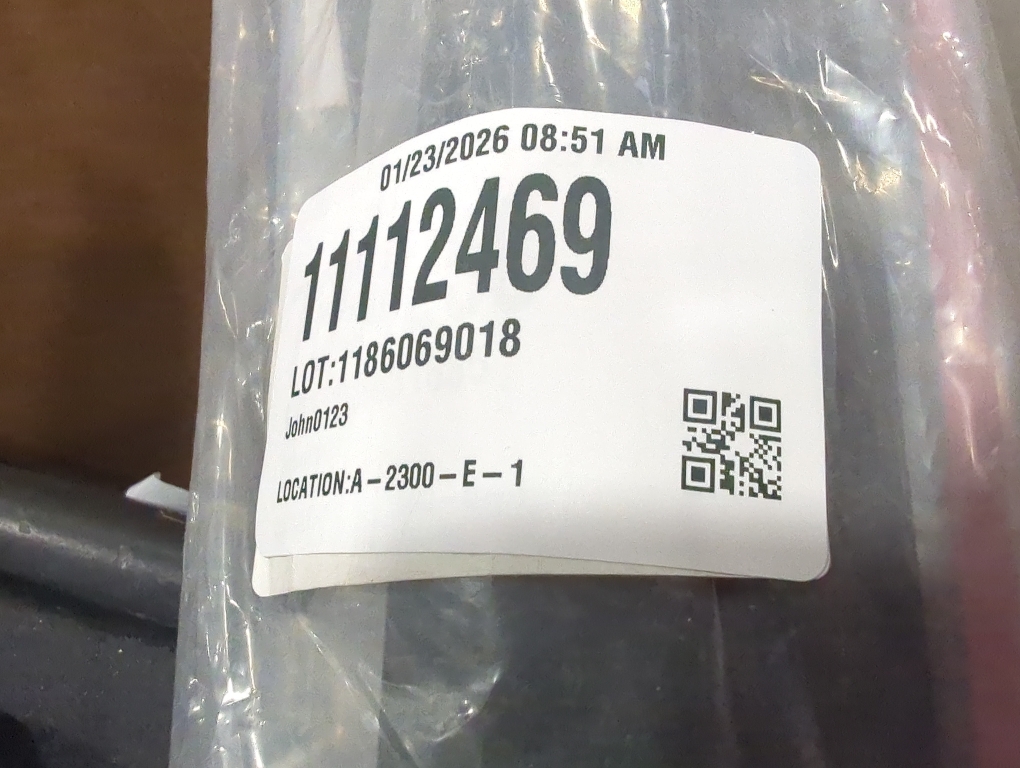 01/23/2026 08:51 AM
11112469
LOT:1186069018
John0123
LOCATION:A-2300-E-1